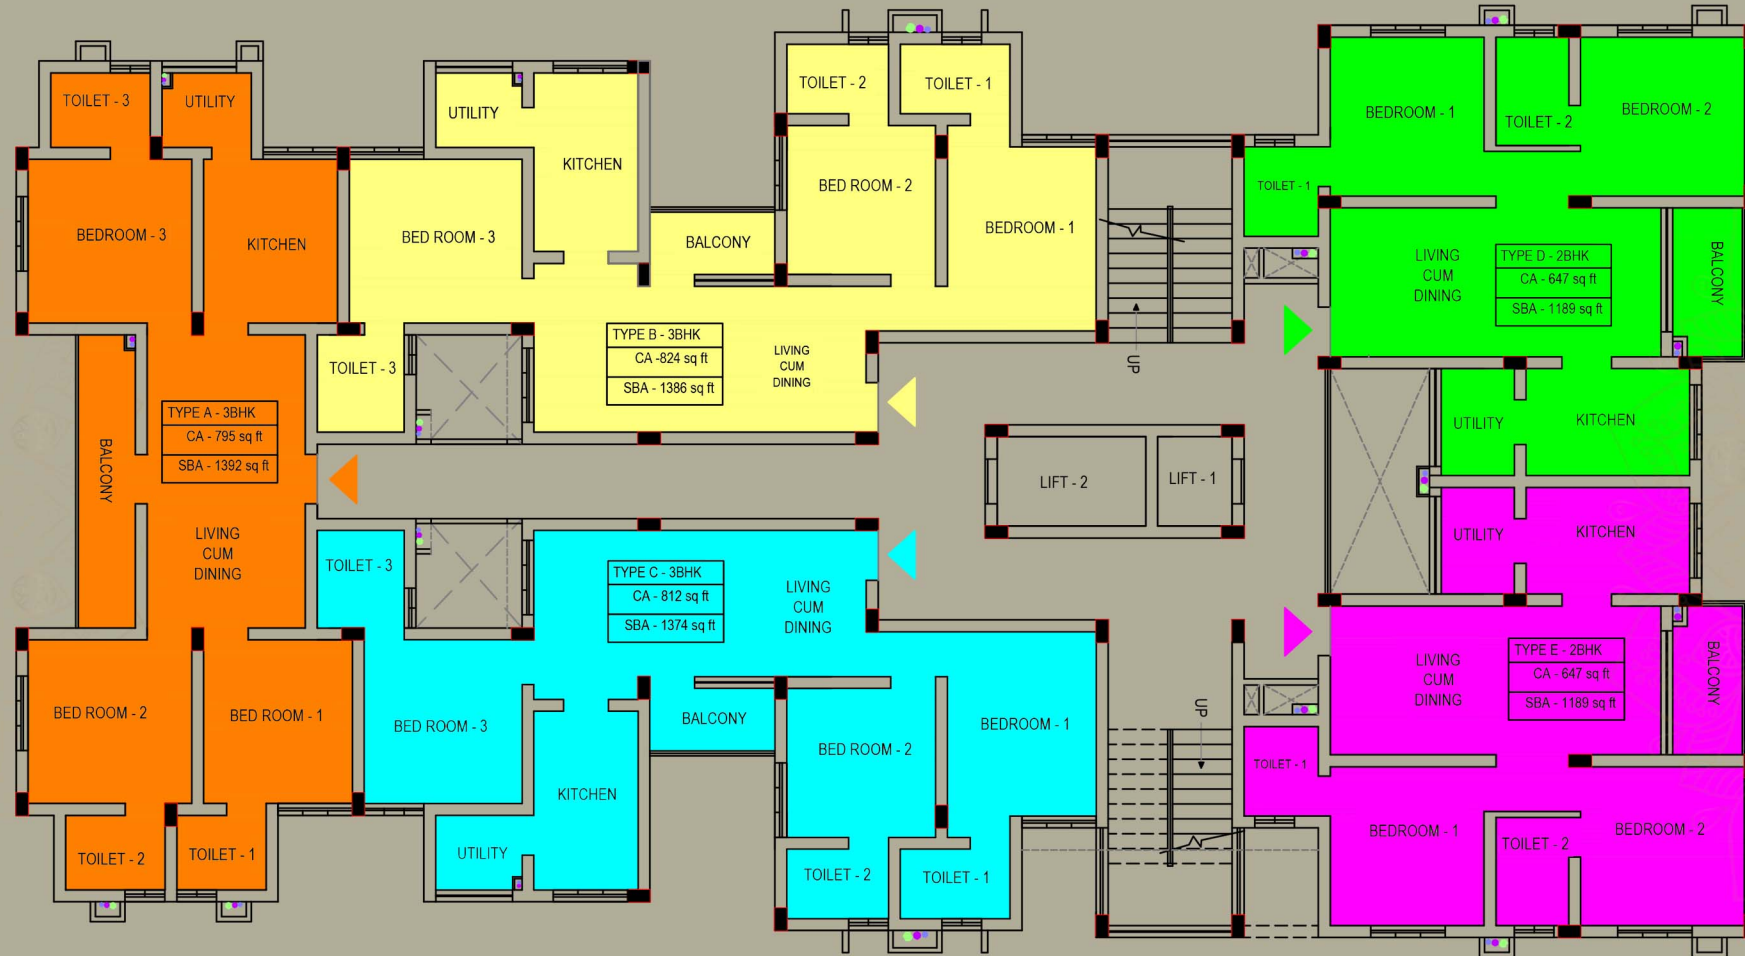 TOILET - 3
UTILITY
BEDROOM - 3
KITCHEN
TYPE A - 3BHK
CA - 795 sq ft
SBA - 1392 sq ft
BALCONY
LIVING
CUM
DINING
BED ROOM - 2
BED ROOM - 1
TOILET - 2
TOILET - 1
UTILITY
KITCHEN
BED ROOM - 3
TOILET - 3
BALCONY
TOILET - 2
TOILET - 1
BED ROOM - 2
BEDROOM - 1
TYPE B - 3BHK
CA -824 sq ft
SBA - 1386 sq ft
LIVING
CUM
DINING
TOILET - 3
TYPE C - 3BHK
CA - 812 sq ft
SBA - 1374 sq ft
LIVING
CUM
DINING
BED ROOM - 3
BALCONY
KITCHEN
UTILITY
BED ROOM - 2
BEDROOM - 1
TOILET - 2
TOILET - 1
UP
LIFT - 2
LIFT - 1
UP
BEDROOM - 1
TOILET - 2
BEDROOM - 2
TOILET - 1
LIVING
CUM
DINING
TYPE D - 2BHK
CA - 647 sq ft
SBA - 1189 sq ft
BALCONY
UTILITY
KITCHEN
UTILITY
KITCHEN
LIVING
CUM
DINING
TYPE E - 2BHK
CA - 647 sq ft
SBA - 1189 sq ft
BALCONY
TOILET - 1
BEDROOM - 1
TOILET - 2
BEDROOM - 2